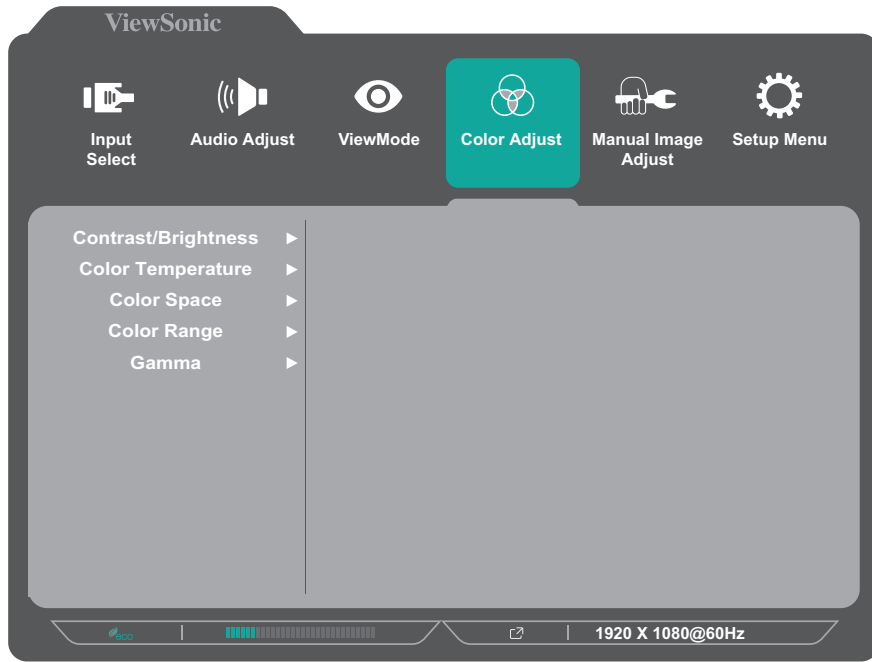 ViewSonic
Input
Select
Audio Adjust
ViewMode
Color Adjust
Manual Image
Adjust
Setup Menu
Contrast/Brightness
Color Temperature
Color Space
Color Range
Gamma
eco
1920 X 1080@60Hz